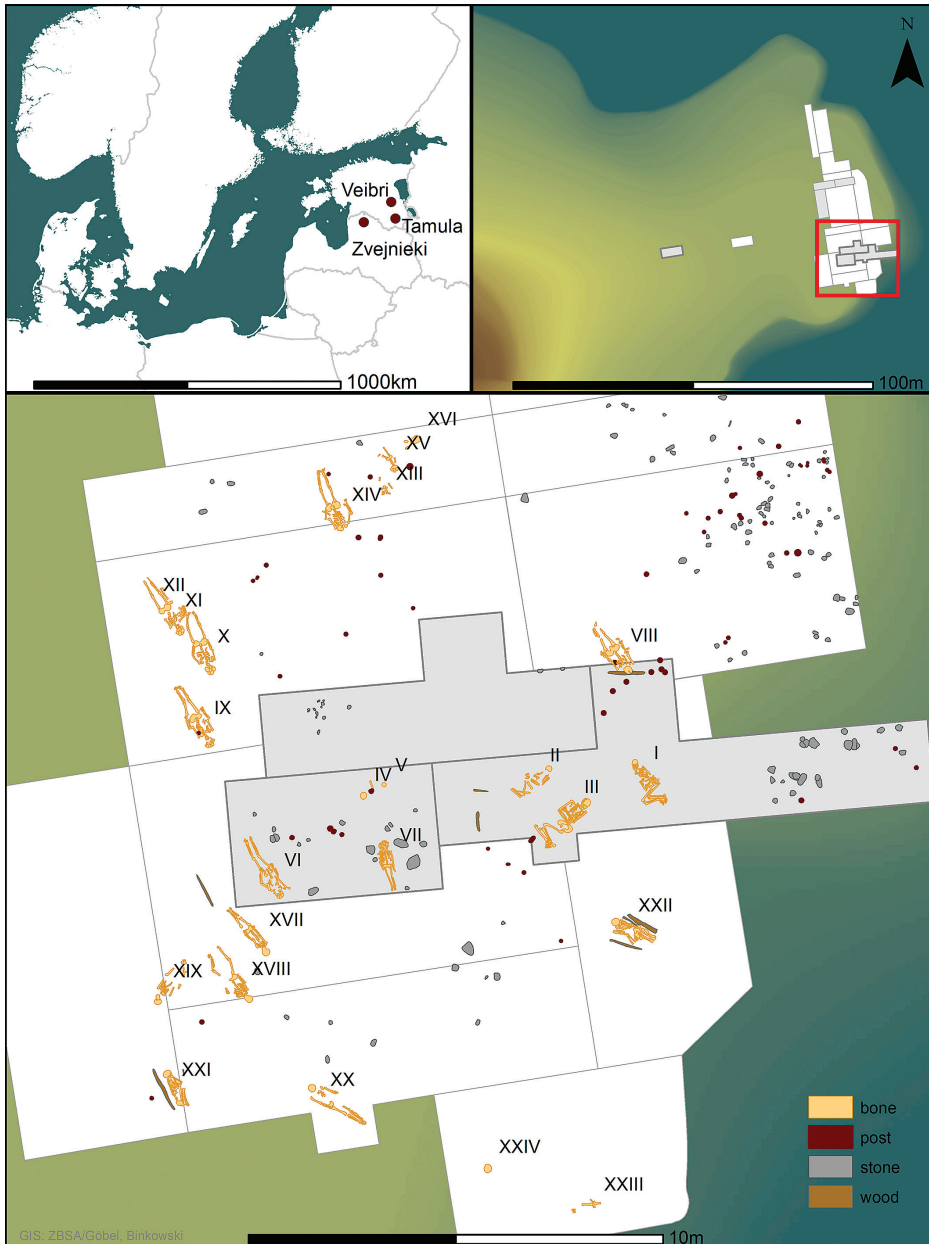 Veibri
Tamula
Zvejnieki
1000km
N
100m
XVI
XV
XIII
XIV
XII
XI
X
VIII
IX
V
IV
II
I
III
VII
VI
XXII
XVII
XIX
XVIII
XXI
XX
XXIV
XXIII
bone
post
stone
wood
GIS: ZBSA/Göbel, Binkowski
10m